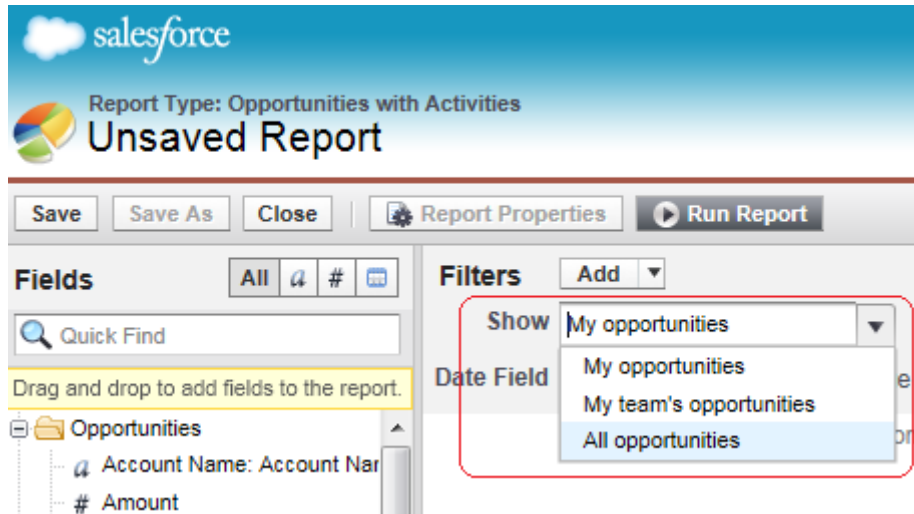 salesforce
Report Type: Opportunities with Activities
Unsaved Report
Save Save As Close Report Properties Run Report
Fields All a # Filters Add
Quick Find
Show My opportunities
Drag and drop to add fields to the report.
Date Field
My opportunities
My team's opportunities
All opportunities
Opportunities
a Account Name: Account Nar
# Amount